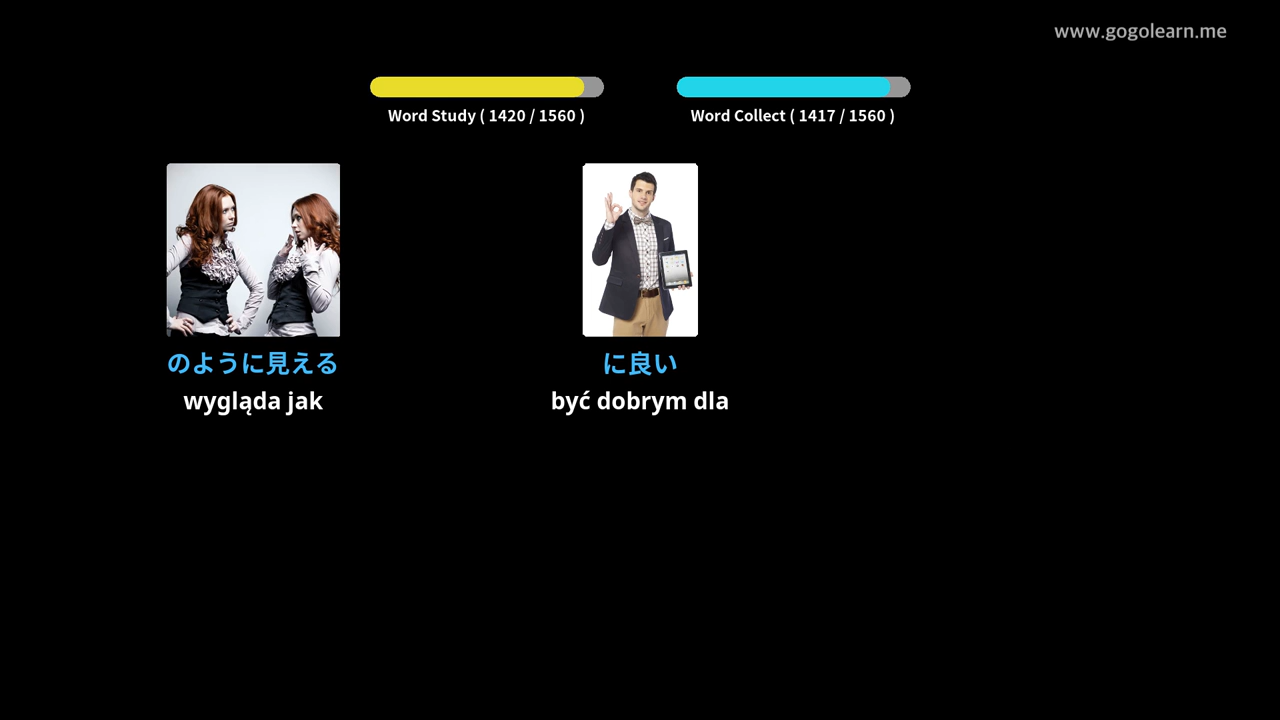 www.gogolearn.me
Word Study ( 1420 / 1560 )
Word Collect ( 1417 / 1560 )
のように見える
wygląda jak
に良い
być dobrym dla